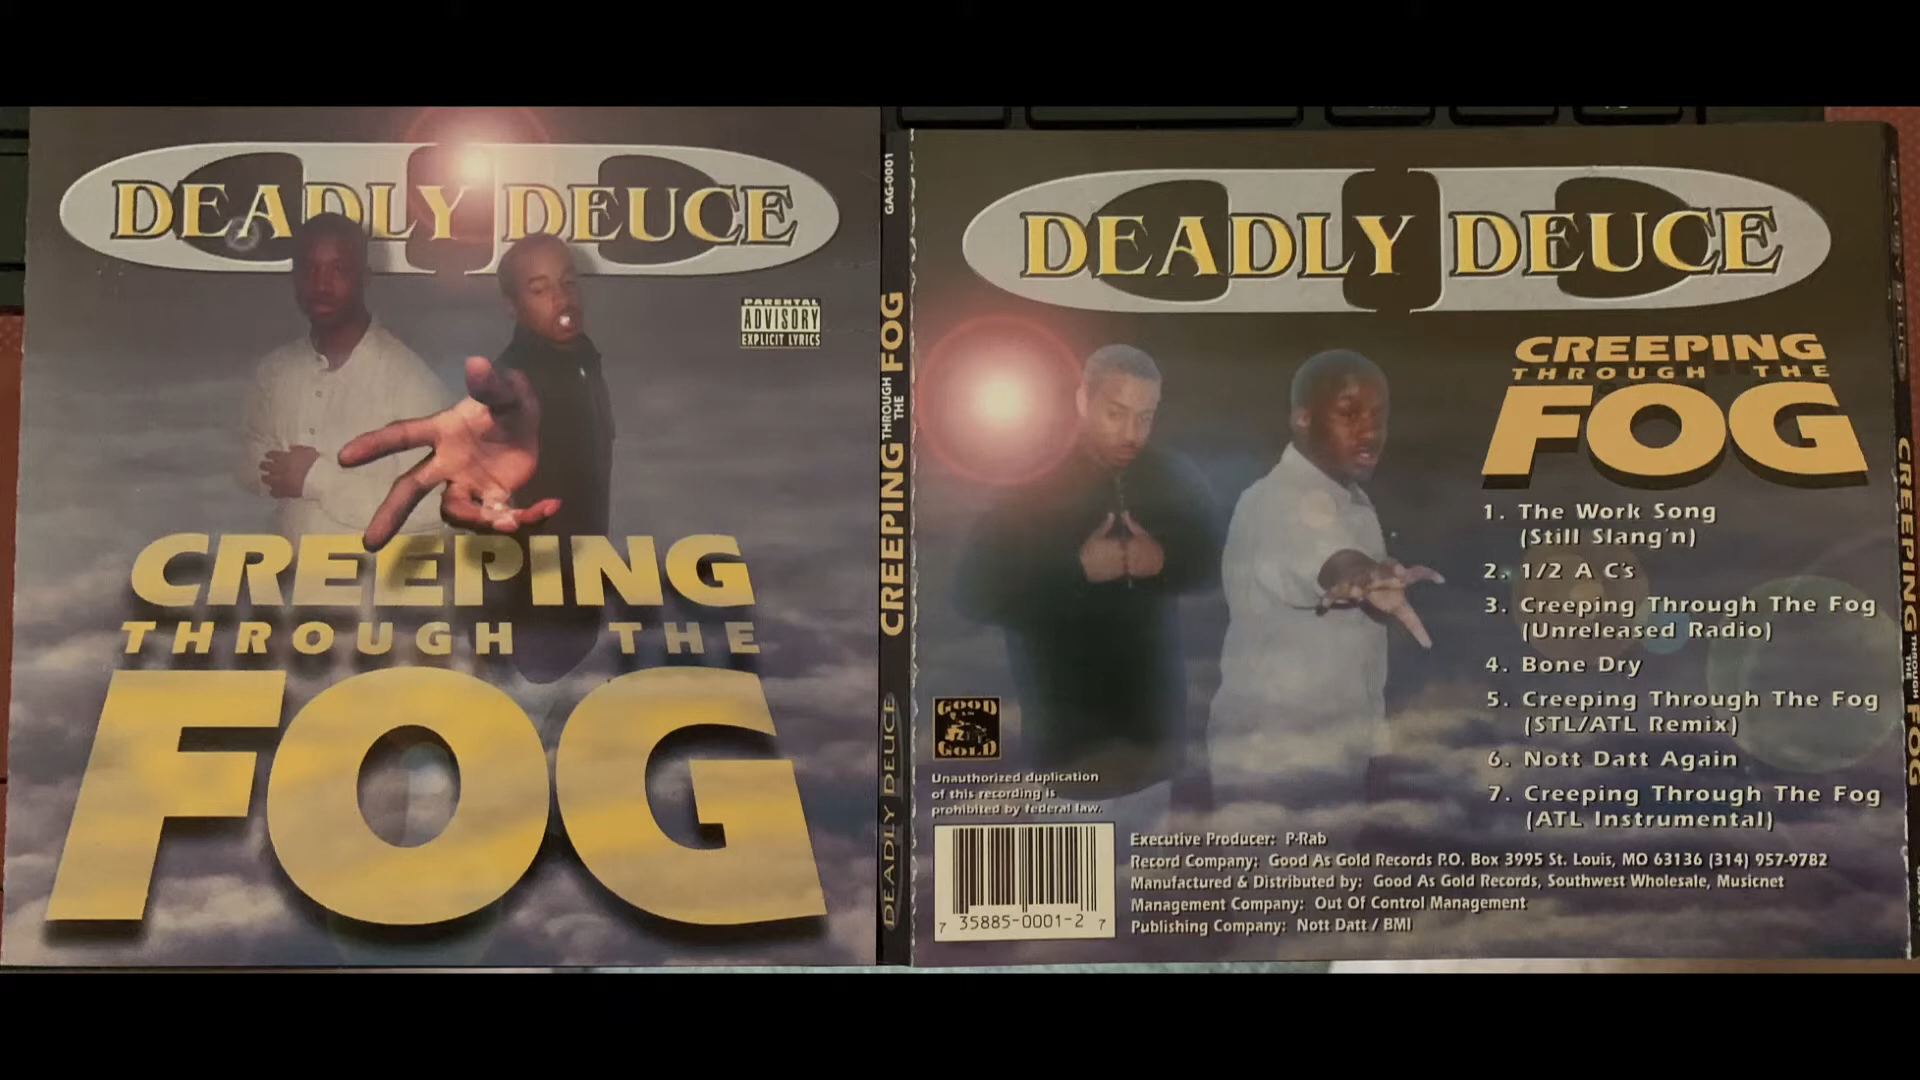 DEADLY DEUCE
PARENTAL
ADVISORY
EXPLICIT LYRICS
CREEPING
THROUGH THE
FOG
GAG-0001
CREEPING THROUGH THE FOG
DEADLY DEUCE
DEADLY DEUCE
CREEPING
THROUGH THE
FOG
1. The Work Song
(Still Slang'n)
2. 1/2 A C's
3. Creeping Through The Fog
(Unreleased Radio)
4. Bone Dry
5. Creeping Through The Fog
(STL/ATL Remix)
6. Nott Datt Again
7. Creeping Through The Fog
(ATL Instrumental)
GOOD
GOLD
Unauthorized duplication
of this recording is
prohibited by federal law.
7 35885-0001-2 7
Executive Producer: P-Rab
Record Company: Good As Gold Records P.O. Box 3995 St. Louis, MO 63136 (314) 957-9782
Manufactured & Distributed by: Good As Gold Records, Southwest Wholesale, Musicnet
Management Company: Out Of Control Management
Publishing Company: Nott Datt / BMI
DEADLY DEUCE
CREEPING THROUGH THE FOG